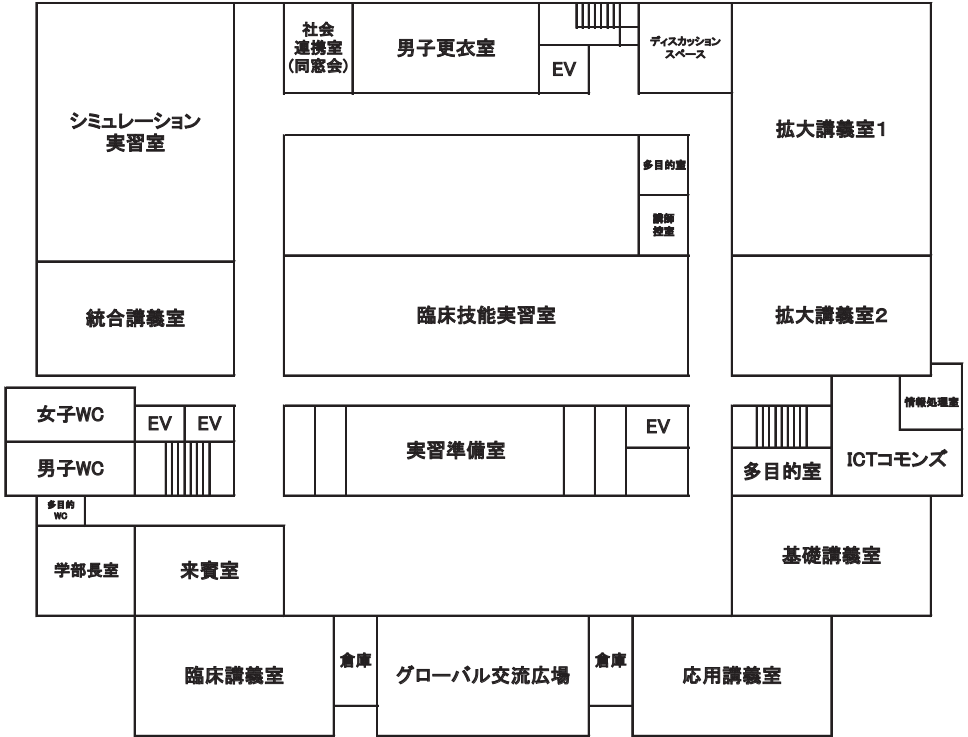 社会
連携室
(同窓会)
男子更衣室
EV
ディスカッション
スペース
シミュレーション
実習室
拡大講義室1
多目的室
講師
控室
統合講義室
臨床技能実習室
拡大講義室2
女子WC
EV
EV
実習準備室
EV
情報処理室
男子WC
多目的室
ICTコモンズ
多目的
WC
学部長室
来賓室
基礎講義室
臨床講義室
倉庫
グローバル交流広場
倉庫
応用講義室